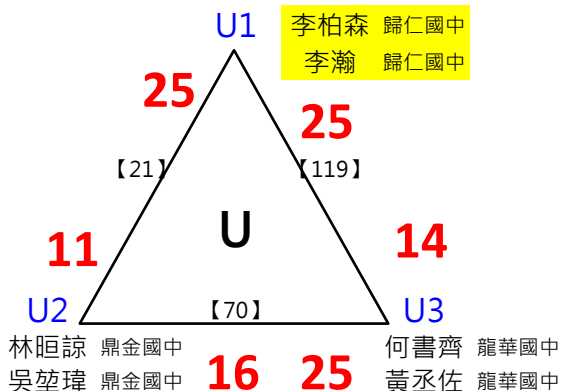 U1
李柏森 歸仁國中
李瀚 歸仁國中
25
25
【21】
【119】
U
11
14
U2
【70】
U3
林晅諒 鼎金國中
何書齊 龍華國中
吳堃瑋 鼎金國中
16
25
黃丞佐 龍華國中